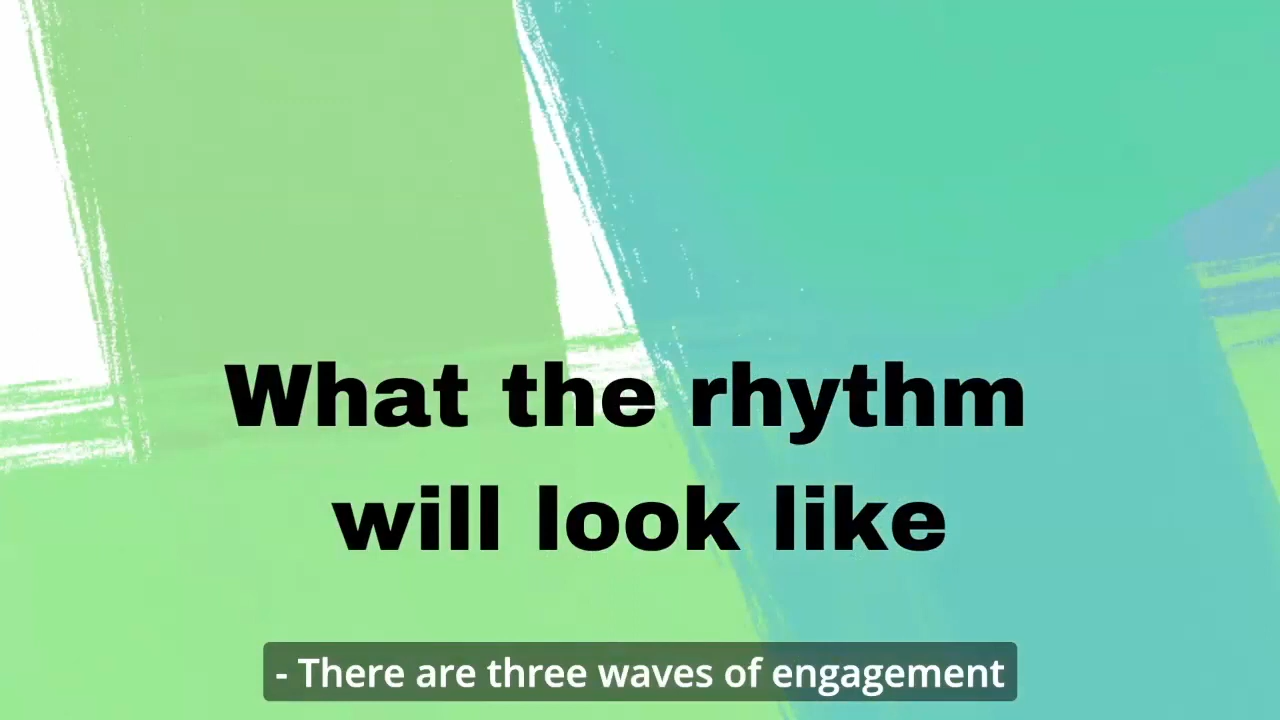 What the rhythm
will look like
- There are three waves of engagement